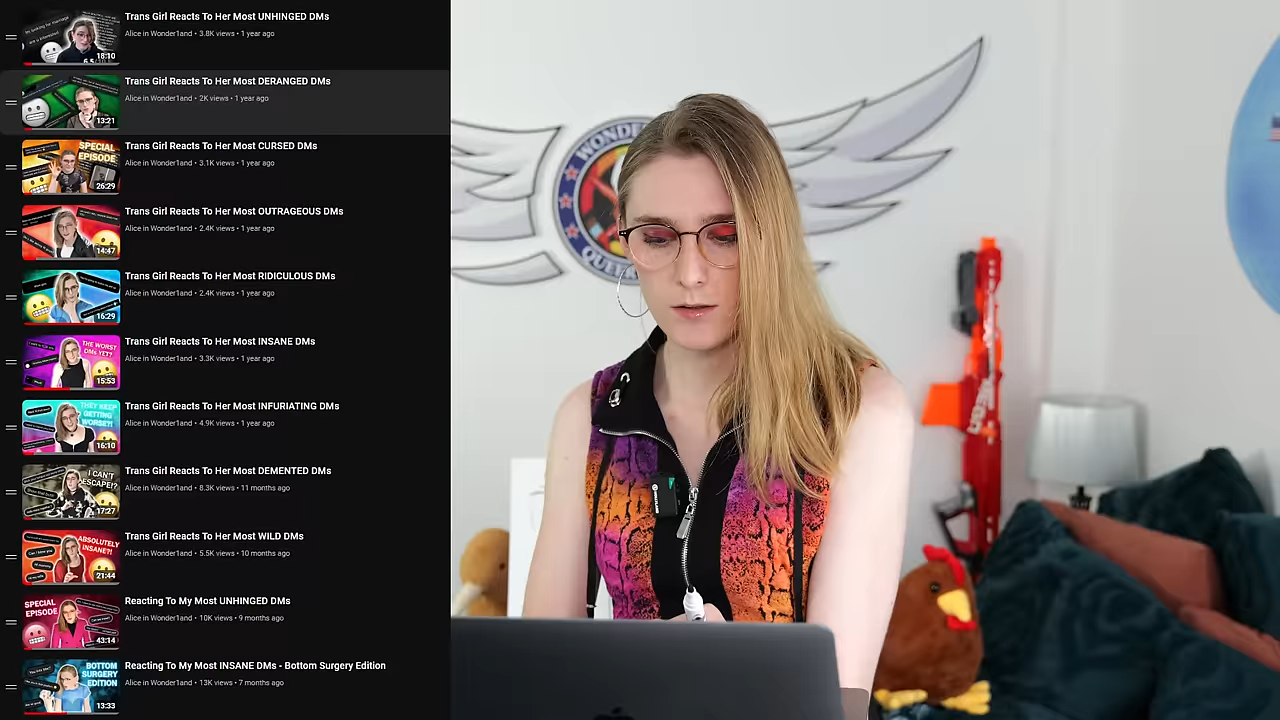 Trans Girl Reacts To Her Most UNHINGED DMs
Alice in Wonder1and • 3.8K views • 1 year ago
18:10
Trans Girl Reacts To Her Most DERANGED DMs
Alice in Wonder1and • 2K views • 1 year ago
13:21
Trans Girl Reacts To Her Most CURSED DMs
Alice in Wonder1and • 3.1K views • 1 year ago
SPECIAL
EPISODE
26:29
Trans Girl Reacts To Her Most OUTRAGEOUS DMs
Alice in Wonder1and • 2.4K views • 1 year ago
14:47
Trans Girl Reacts To Her Most RIDICULOUS DMs
Alice in Wonder1and • 2.4K views • 1 year ago
16:29
Trans Girl Reacts To Her Most INSANE DMs
Alice in Wonder1and • 3.3K views • 1 year ago
THE WORST
DMs YET?
15:53
Trans Girl Reacts To Her Most INFURIATING DMs
Alice in Wonder1and • 4.9K views • 1 year ago
THEY KEEP
GETTING
WORSE?!
16:10
Trans Girl Reacts To Her Most DEMENTED DMs
Alice in Wonder1and • 8.3K views • 11 months ago
I CAN'T
ESCAPE!?
17:27
Trans Girl Reacts To Her Most WILD DMs
Alice in Wonder1and • 5.5K views • 10 months ago
ABSOLUTELY
INSANE?!
21:44
Reacting To My Most UNHINGED DMs
Alice in Wonder1and • 10K views • 9 months ago
SPECIAL
EPISODE
43:14
Reacting To My Most INSANE DMs - Bottom Surgery Edition
Alice in Wonder1and • 13K views • 7 months ago
BOTTOM
SURGERY
EDITION
13:33